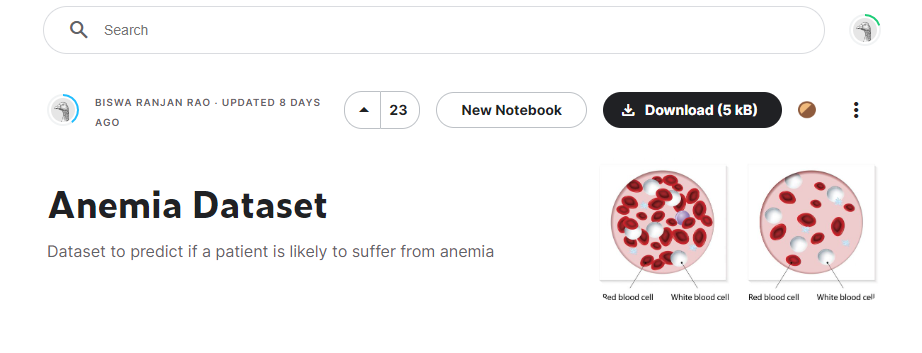 Search
BISWA RANJAN RAO · UPDATED 8 DAYS
AGO
23
New Notebook
Download (5 kB)
Anemia Dataset
Dataset to predict if a patient is likely to suffer from anemia
Red blood cell White blood cell Red blood cell White blood cell